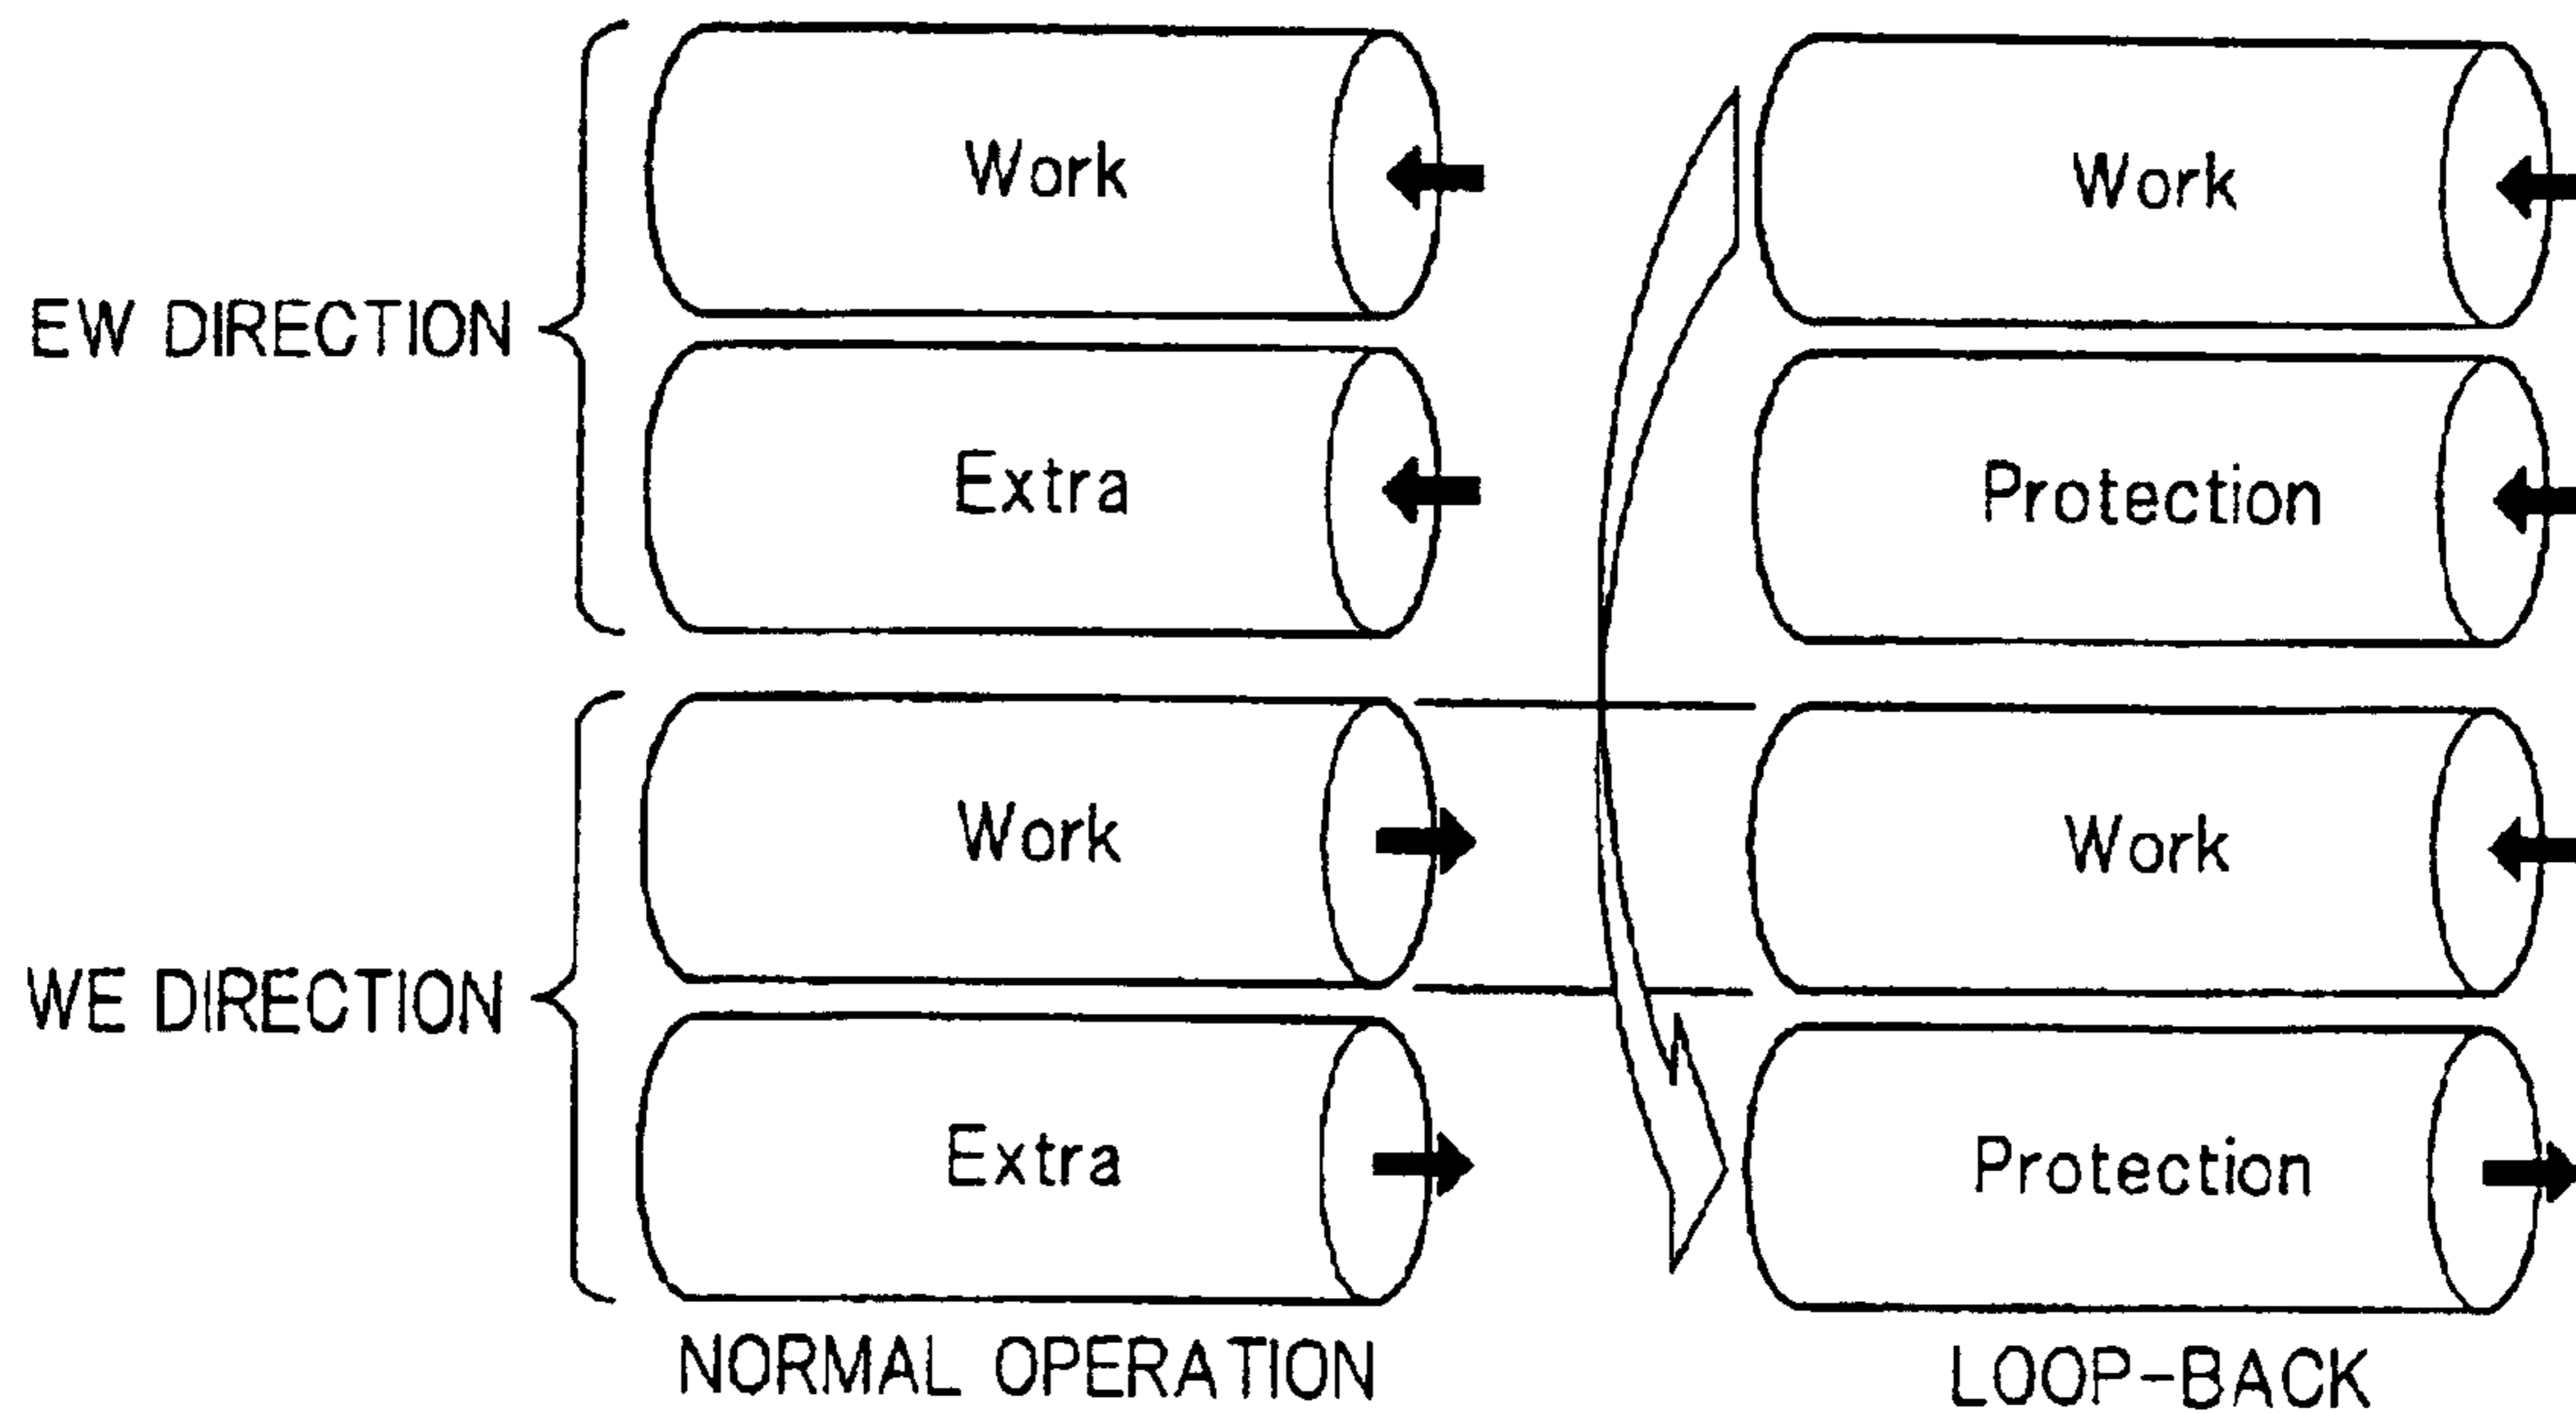 Work
Work
EW DIRECTION
Extra
Protection
Work
Work
WE DIRECTION
Extra
Protection
NORMAL OPERATION
LOOP-BACK